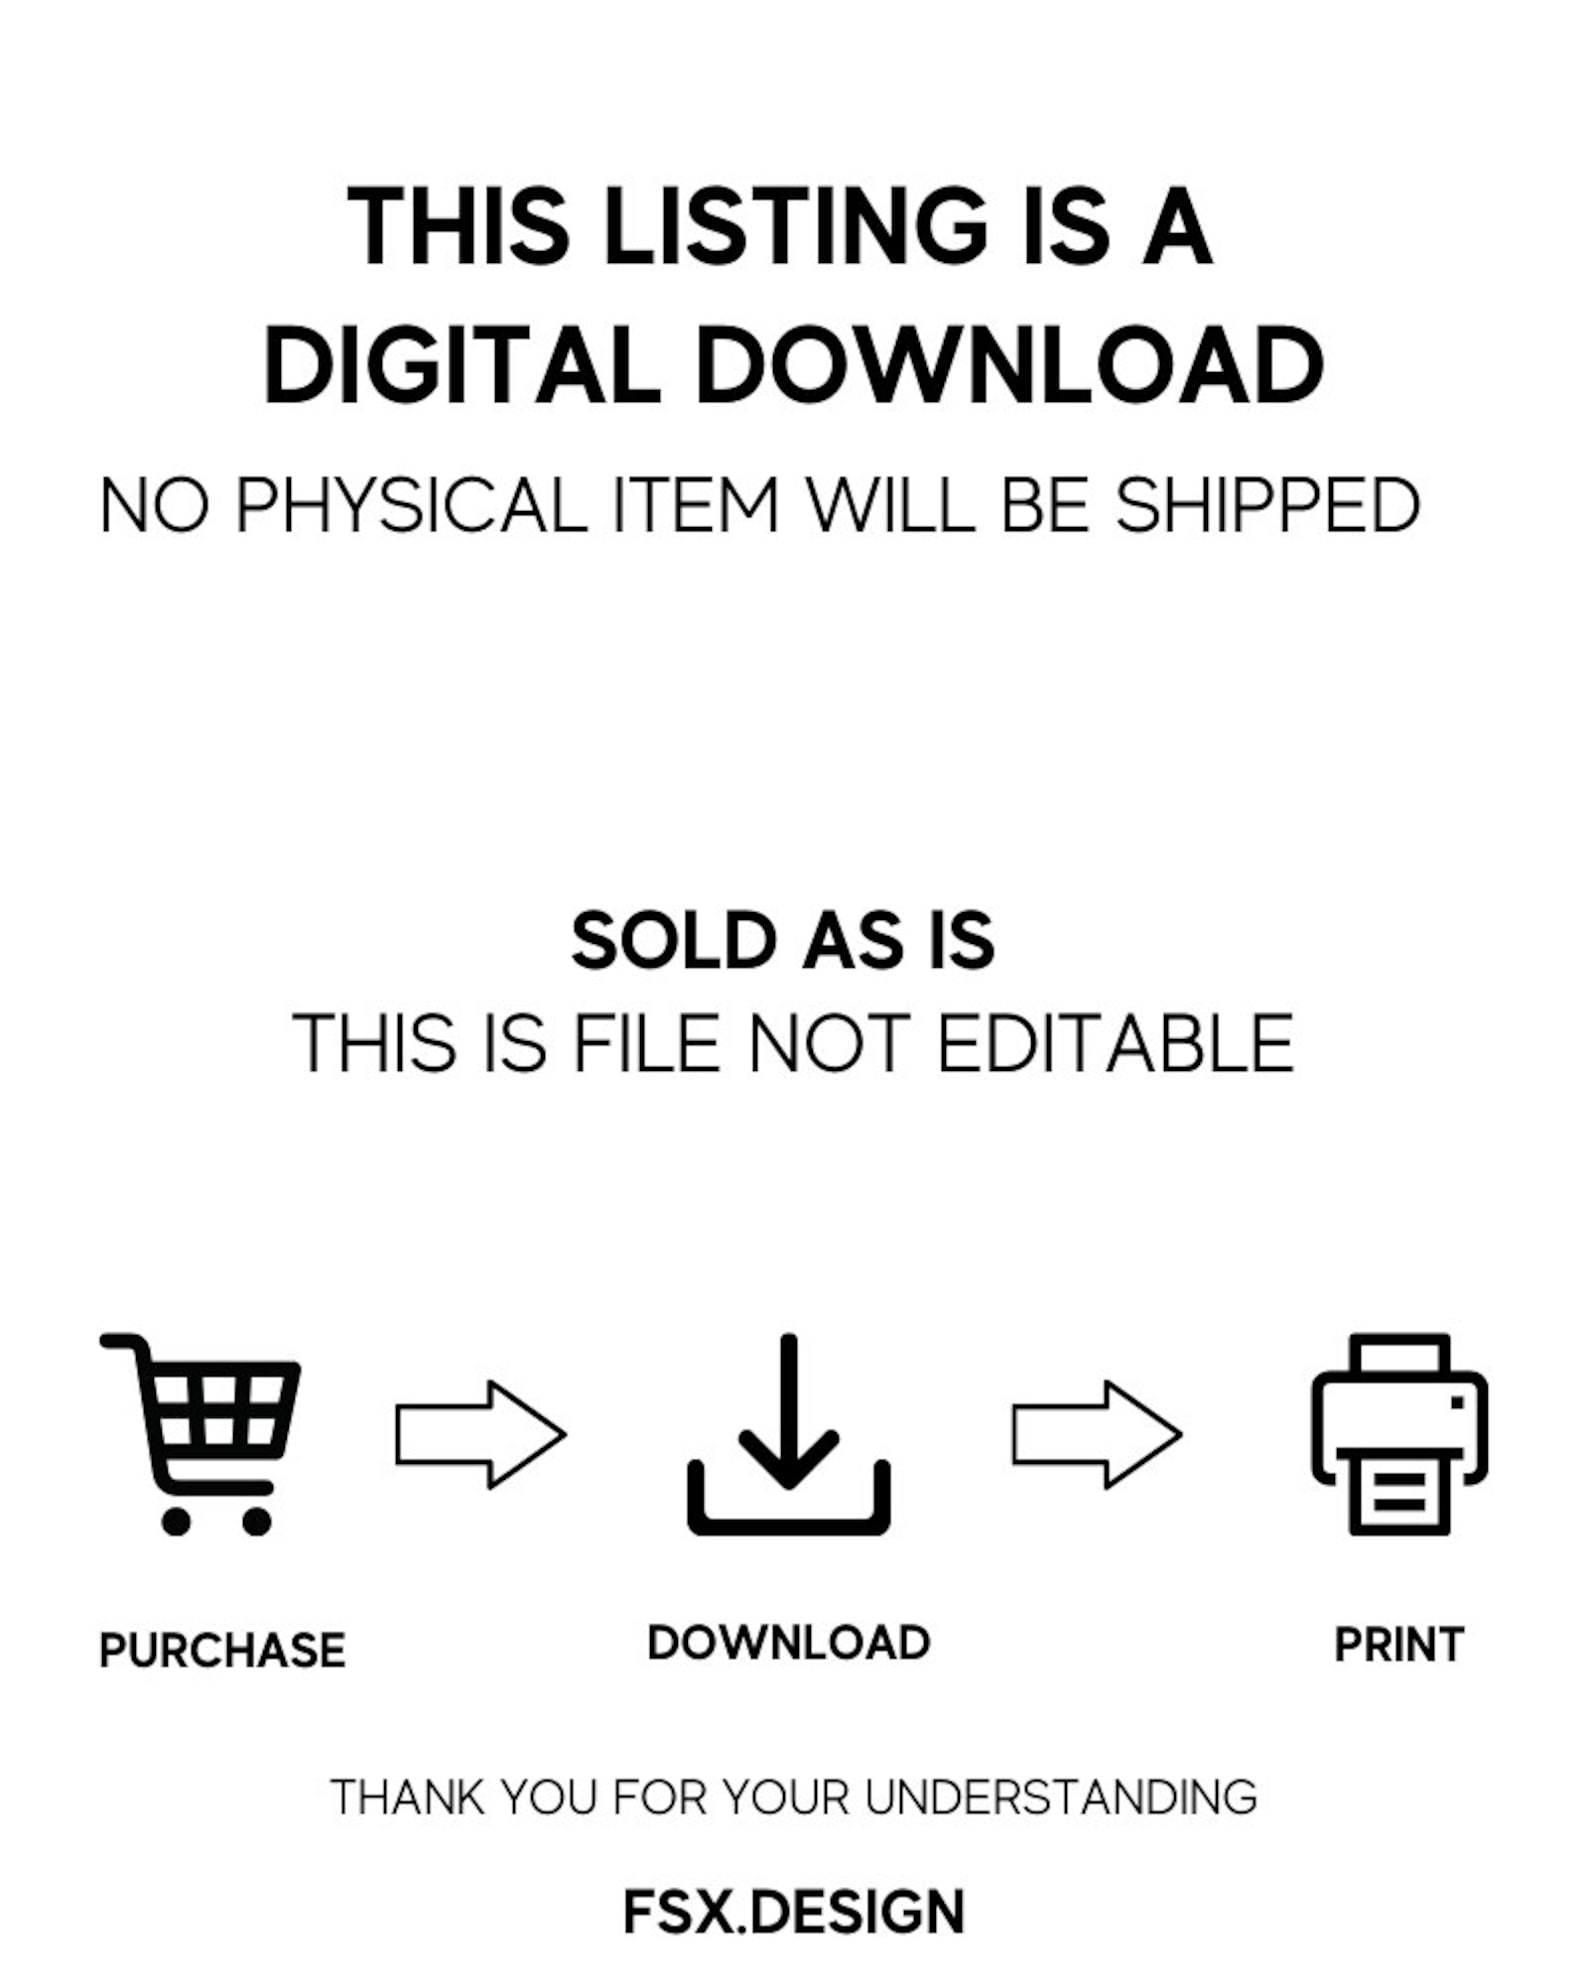 THIS LISTING IS A
DIGITAL DOWNLOAD
NO PHYSICAL ITEM WILL BE SHIPPED
SOLD AS IS
THIS IS FILE NOT EDITABLE
PURCHASE
DOWNLOAD
PRINT
THANK YOU FOR YOUR UNDERSTANDING
FSX.DESIGN